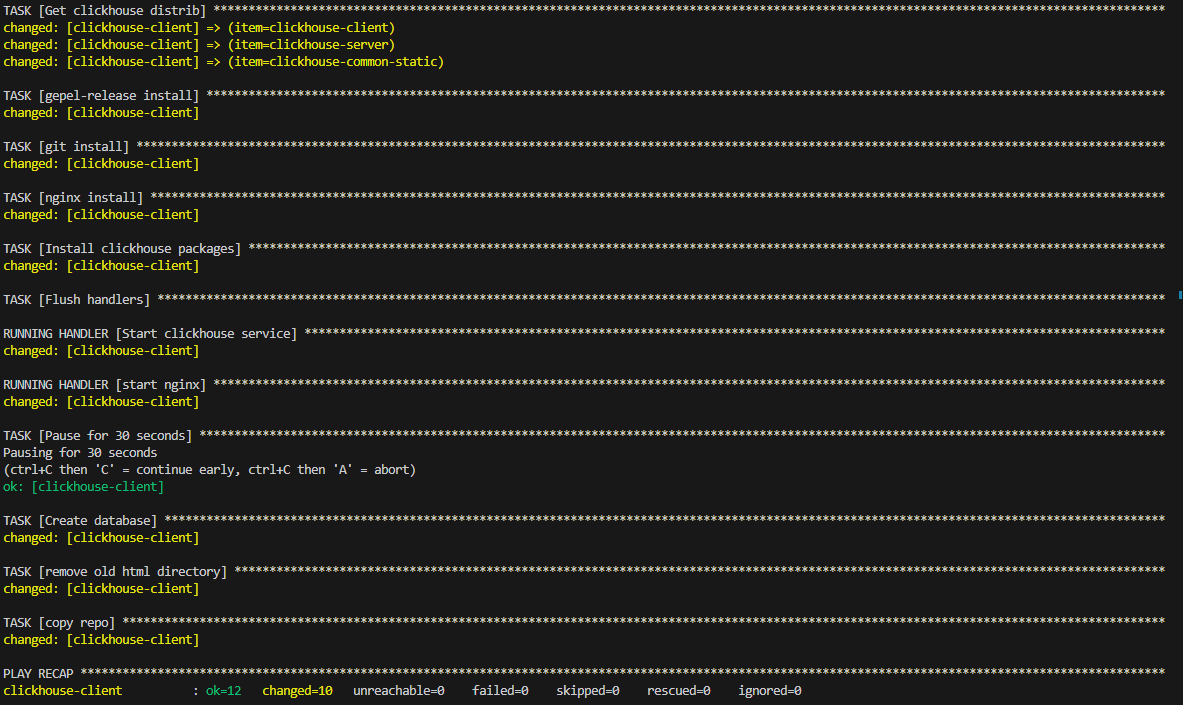 TASK [Get clickhouse distrib] ****************************************************************************************************************************************
changed: [clickhouse-client] => (item=clickhouse-client)
changed: [clickhouse-client] => (item=clickhouse-server)
changed: [clickhouse-client] => (item=clickhouse-common-static)
TASK [gepel-release install] *****************************************************************************************************************************************
changed: [clickhouse-client]
TASK [git install] ***************************************************************************************************************************************************
changed: [clickhouse-client]
TASK [nginx install] *************************************************************************************************************************************************
changed: [clickhouse-client]
TASK [Install clickhouse packages] ***********************************************************************************************************************************
changed: [clickhouse-client]
TASK [Flush handlers] ************************************************************************************************************************************************
RUNNING HANDLER [Start clickhouse service] ***************************************************************************************************************************
changed: [clickhouse-client]
RUNNING HANDLER [start nginx] ****************************************************************************************************************************************
changed: [clickhouse-client]
TASK [Pause for 30 seconds] ******************************************************************************************************************************************
Pausing for 30 seconds
(ctrl+C then 'C' = continue early, ctrl+C then 'A' = abort)
ok: [clickhouse-client]
TASK [Create database] ***********************************************************************************************************************************************
changed: [clickhouse-client]
TASK [remove old html directory] *************************************************************************************************************************************
changed: [clickhouse-client]
TASK [copy repo] *****************************************************************************************************************************************************
changed: [clickhouse-client]
PLAY RECAP ***********************************************************************************************************************************************************
clickhouse-client          : ok=12   changed=10   unreachable=0    failed=0    skipped=0    rescued=0    ignored=0